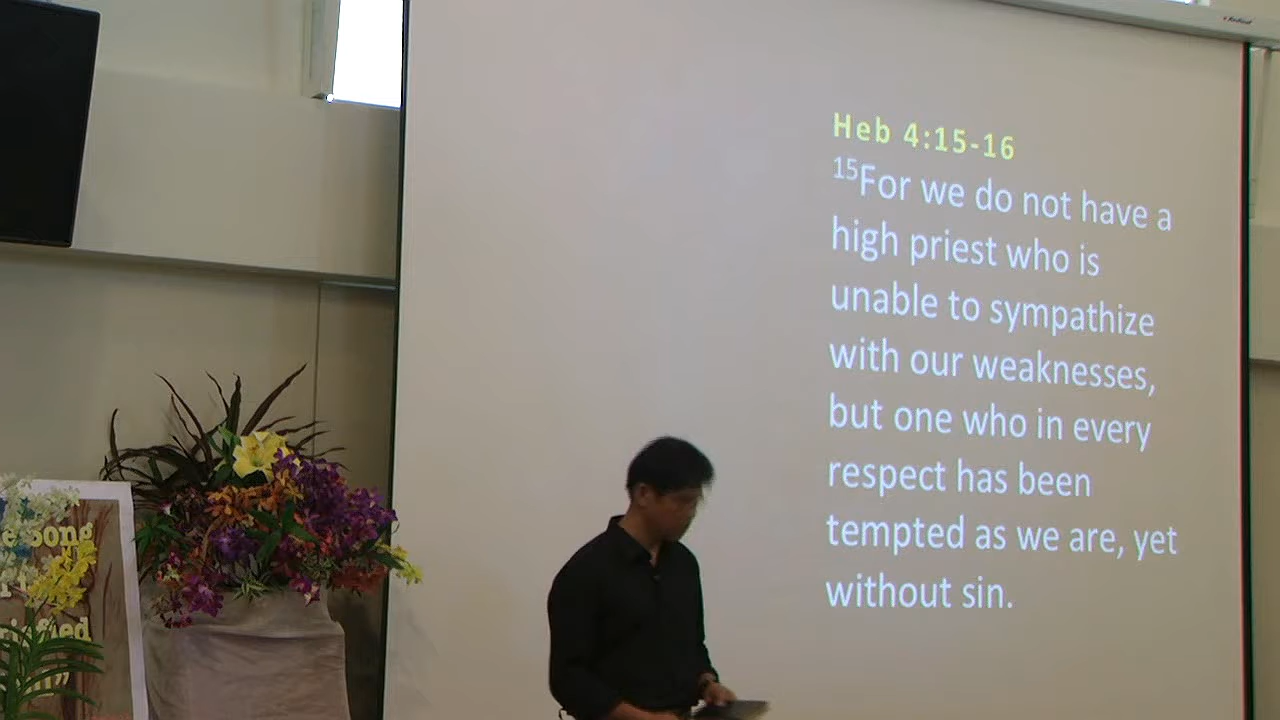 Heb 4:15-16
15For we do not have a
high priest who is
unable to sympathize
with our weaknesses,
but one who in every
respect has been
tempted as we are, yet
without sin.
Song